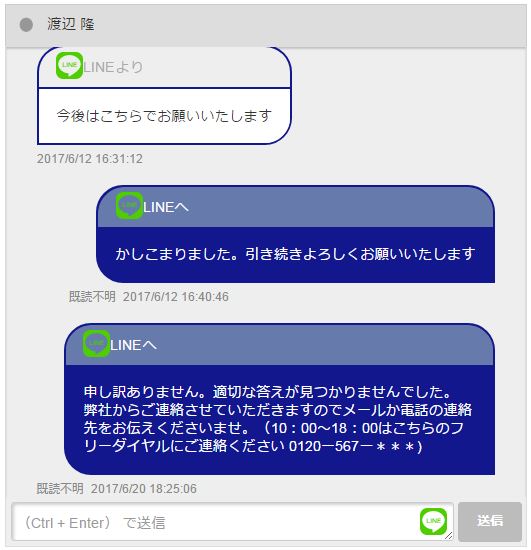 渡辺 隆
LINE LINEより
今後はこちらでお願いいたします
2017/6/12 16:31:12
LINE LINEへ
かしこまりました。引き続きよろしくお願いいたします
既読不明 2017/6/12 16:40:46
LINE LINEへ
申し訳ありません。適切な答えが見つかりませんでした。
弊社からご連絡させていただきますのでメールか電話の連絡
先をお伝えくださいませ。（10：00～18：00はこちらのフ
リーダイヤルにご連絡ください 0120－567－＊＊＊)
既読不明 2017/6/20 18:25:06
（Ctrl + Enter） で送信
LINE
送信